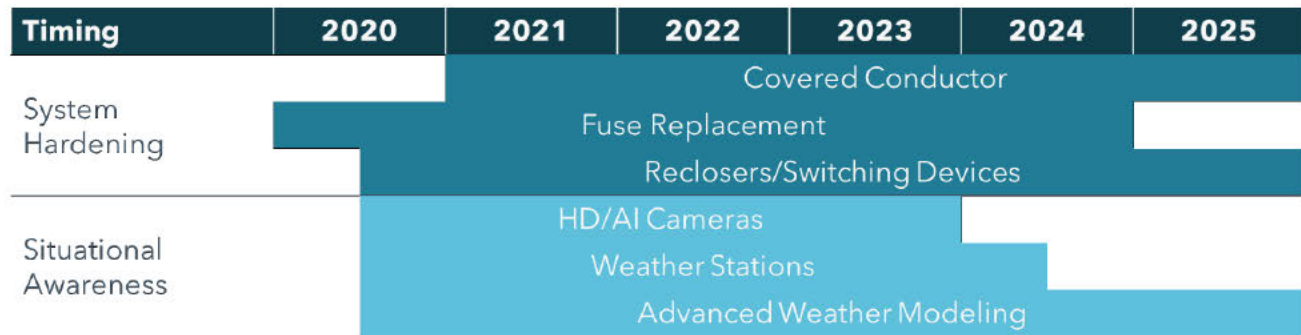 Timing 2020 2021 2022 2023 2024 2025
System
Hardening
Covered Conductor
Fuse Replacement
Reclosers/Switching Devices
Situational
Awareness
HD/AI Cameras
Weather Stations
Advanced Weather Modeling